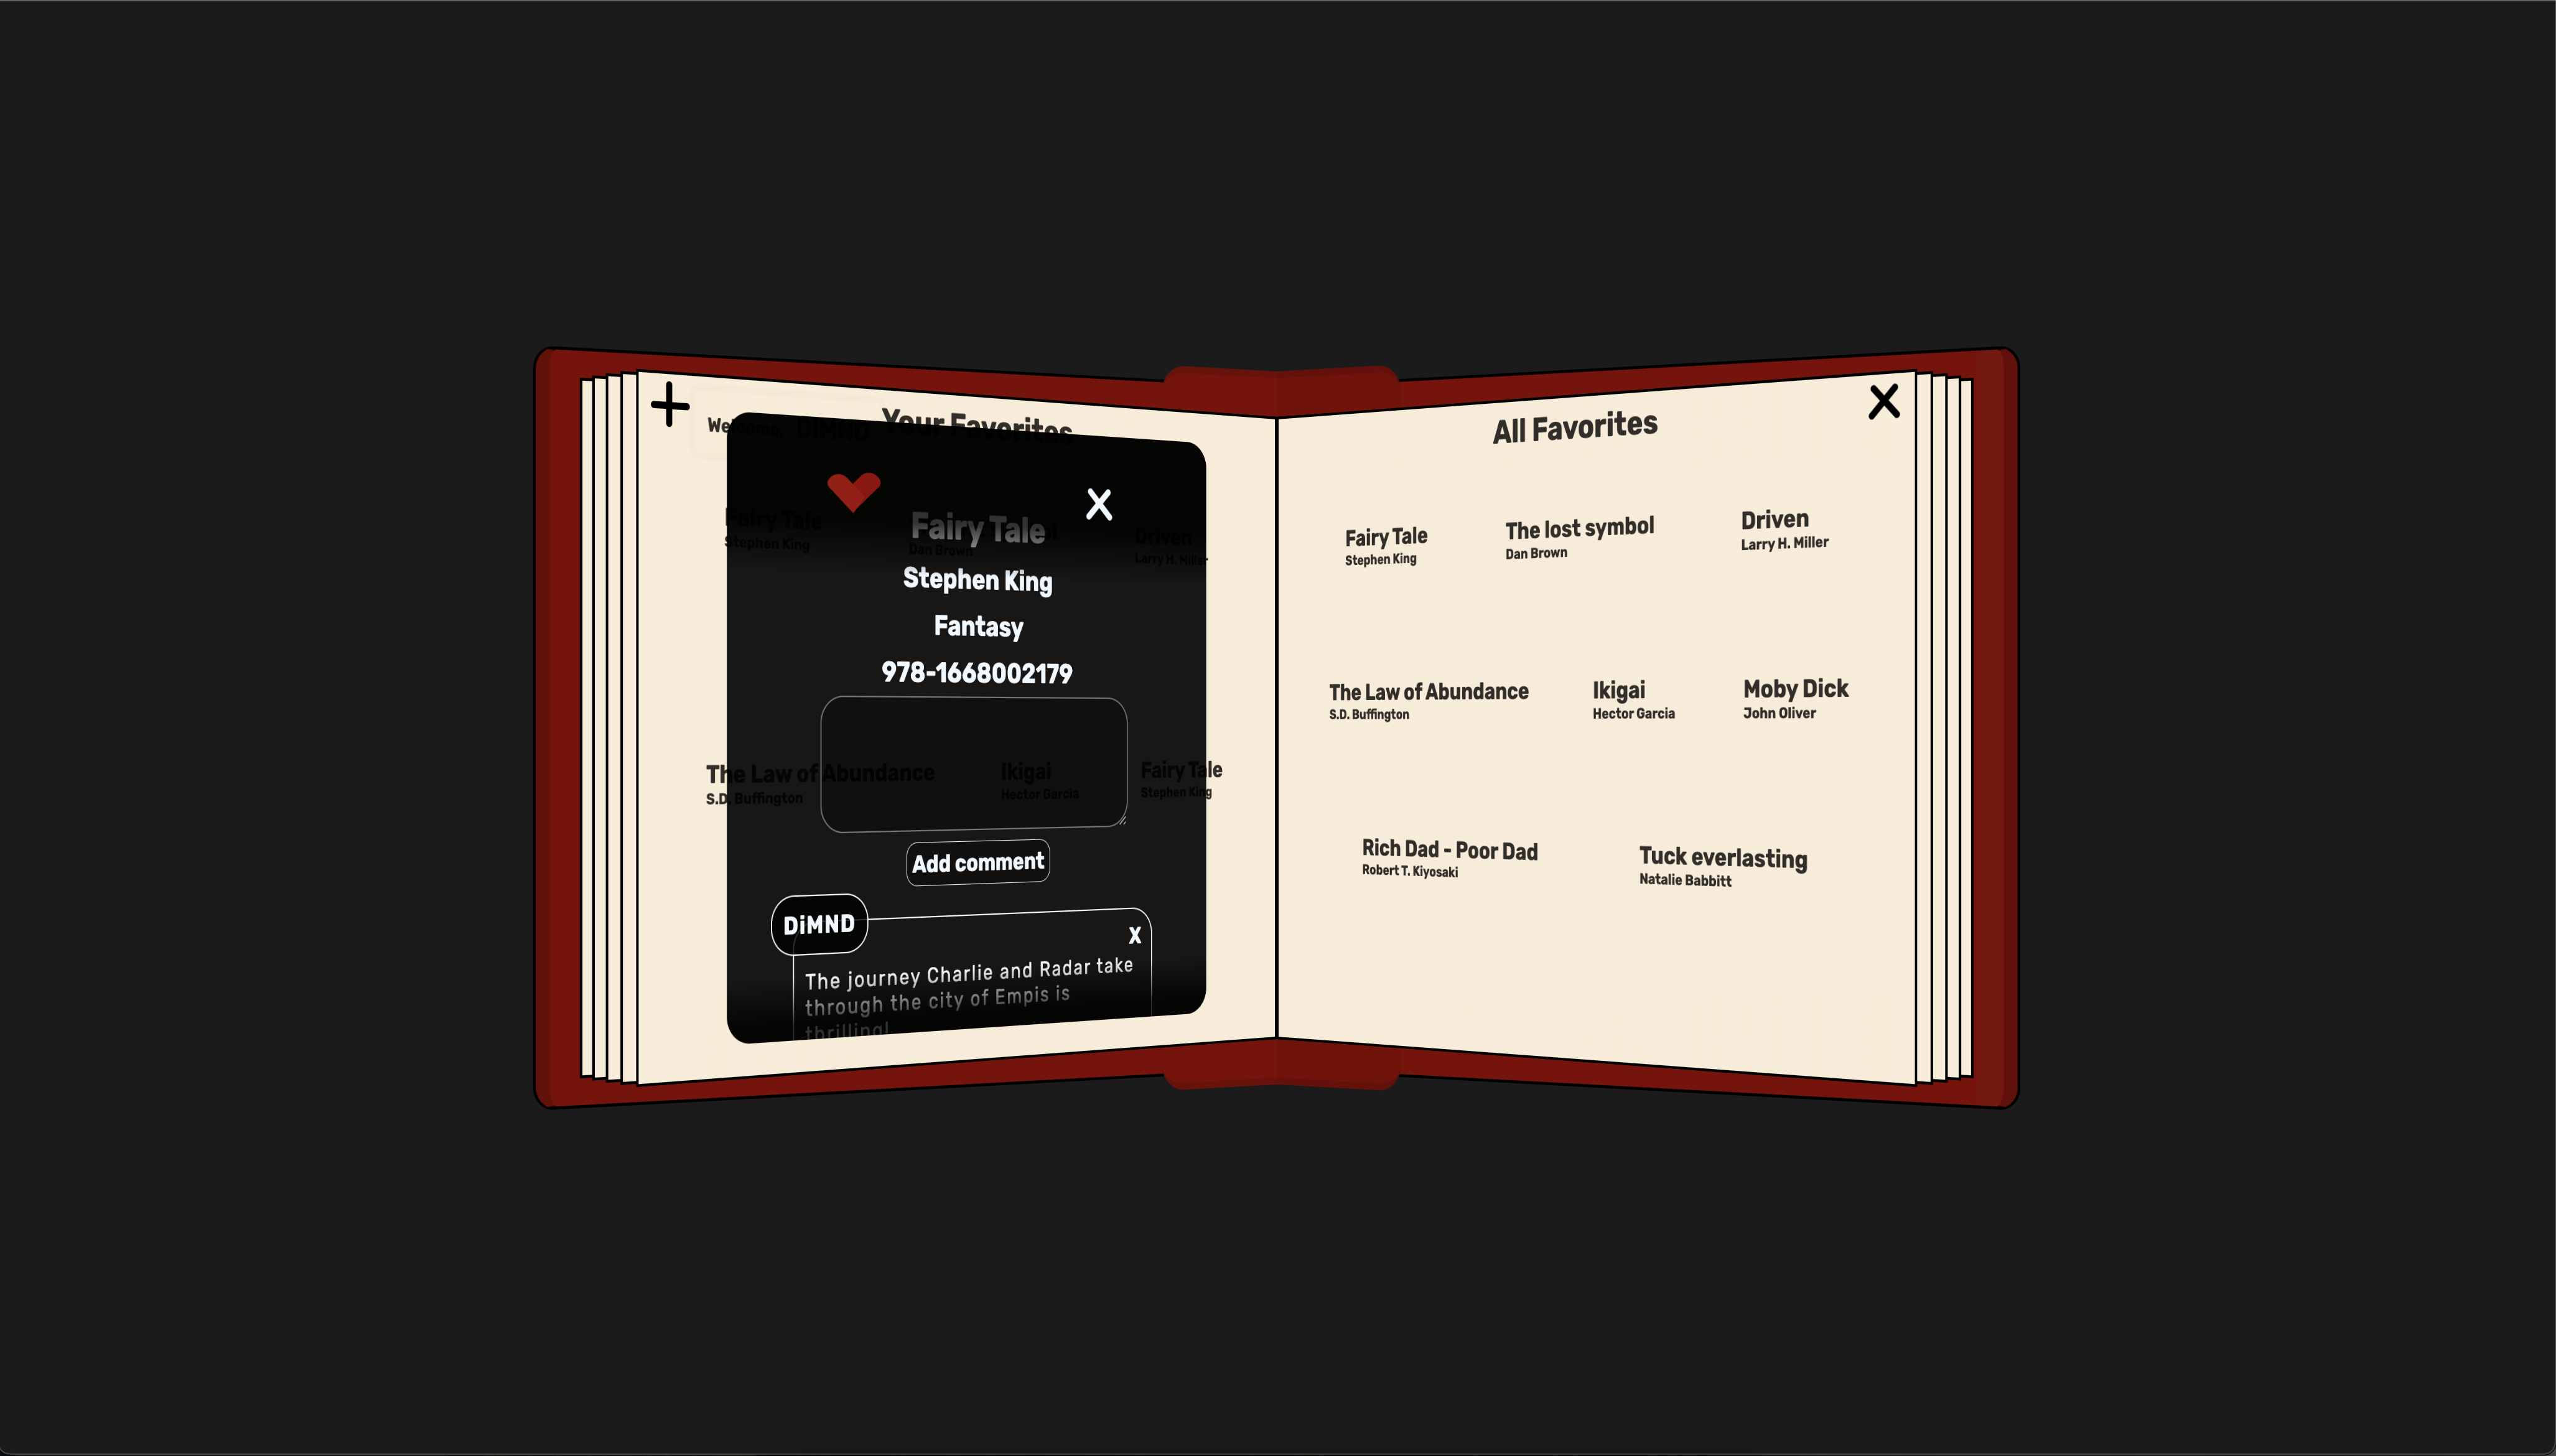 Welcome, DiMND
Your Favorites
Fairy Tale
Stephen King
Dan Brown
Driven
Larry H. Miller
The Law of Abundance
S.D. Buffington
Ikigai
Hector Garcia
Fairy Tale
Stephen King
X
Fairy Tale
Stephen King
Fantasy
978-1668002179
Add comment
DiMND
X
The journey Charlie and Radar take
through the city of Empis is
thrilling!
All Favorites
X
Fairy Tale
Stephen King
The lost symbol
Dan Brown
Driven
Larry H. Miller
The Law of Abundance
S.D. Buffington
Ikigai
Hector Garcia
Moby Dick
John Oliver
Rich Dad - Poor Dad
Robert T. Kiyosaki
Tuck everlasting
Natalie Babbitt